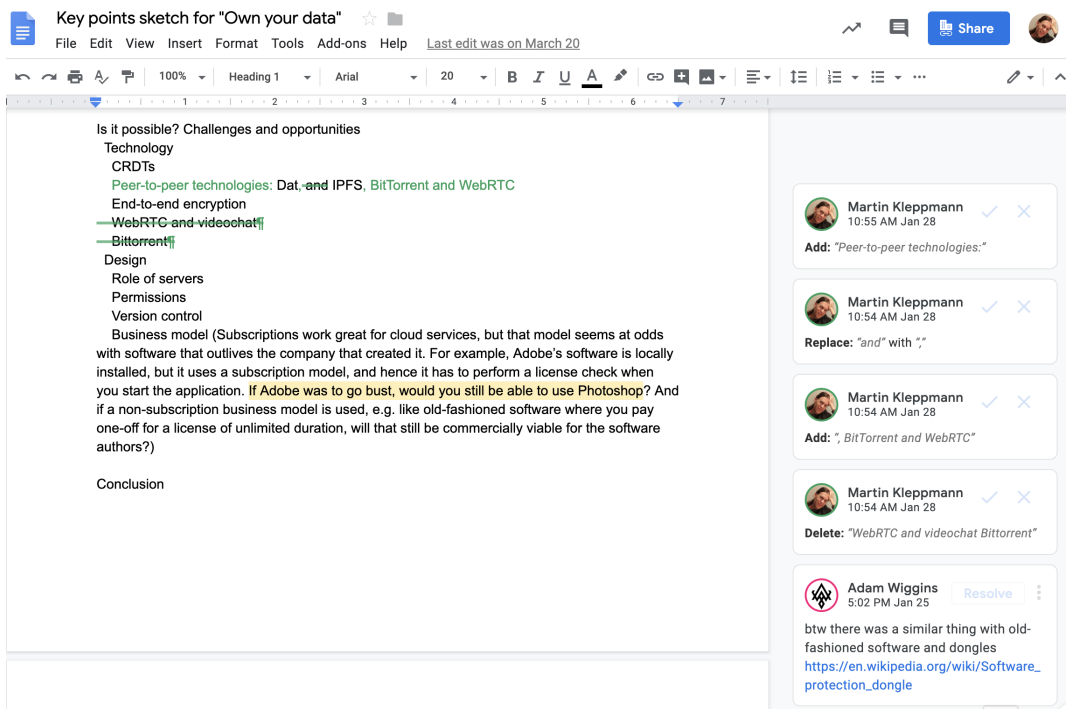 Key points sketch for "Own your data"
File Edit View Insert Format Tools Add-ons Help Last edit was on March 20
Share
100% Heading 1 Arial 20 B I U A
1 2 3 4 5 6 7
Is it possible? Challenges and opportunities
Technology
CRDTs
Peer-to-peer technologies: Dat, and IPFS, BitTorrent and WebRTC
End-to-end encryption
WebRTC and videochat¶
Bittorrent¶
Design
Role of servers
Permissions
Version control
Business model (Subscriptions work great for cloud services, but that model seems at odds
with software that outlives the company that created it. For example, Adobe's software is locally
installed, but it uses a subscription model, and hence it has to perform a license check when
you start the application. If Adobe was to go bust, would you still be able to use Photoshop? And
if a non-subscription business model is used, e.g. like old-fashioned software where you pay
one-off for a license of unlimited duration, will that still be commercially viable for the software
authors?)
Conclusion
Martin Kleppmann
10:55 AM Jan 28
Add: "Peer-to-peer technologies:"
Martin Kleppmann
10:54 AM Jan 28
Replace: "and" with ","
Martin Kleppmann
10:54 AM Jan 28
Add: ", BitTorrent and WebRTC"
Martin Kleppmann
10:54 AM Jan 28
Delete: "WebRTC and videochat Bittorrent"
Adam Wiggins
5:02 PM Jan 25
Resolve
btw there was a similar thing with old-
fashioned software and dongles
https://en.wikipedia.org/wiki/Software_
protection_dongle